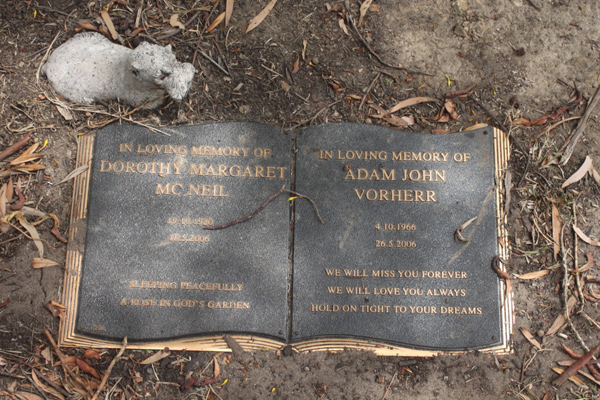 IN LOVING MEMORY OF
DOROTHY MARGARET
MC NEIL
20.5.2006
SLEEPING PEACEFULLY
A ROSE IN GOD'S GARDEN
IN LOVING MEMORY OF
ADAM JOHN
VORHERR
4.10.1966
26.5.2006
WE WILL MISS YOU FOREVER
WE WILL LOVE YOU ALWAYS
HOLD ON TIGHT TO YOUR DREAMS